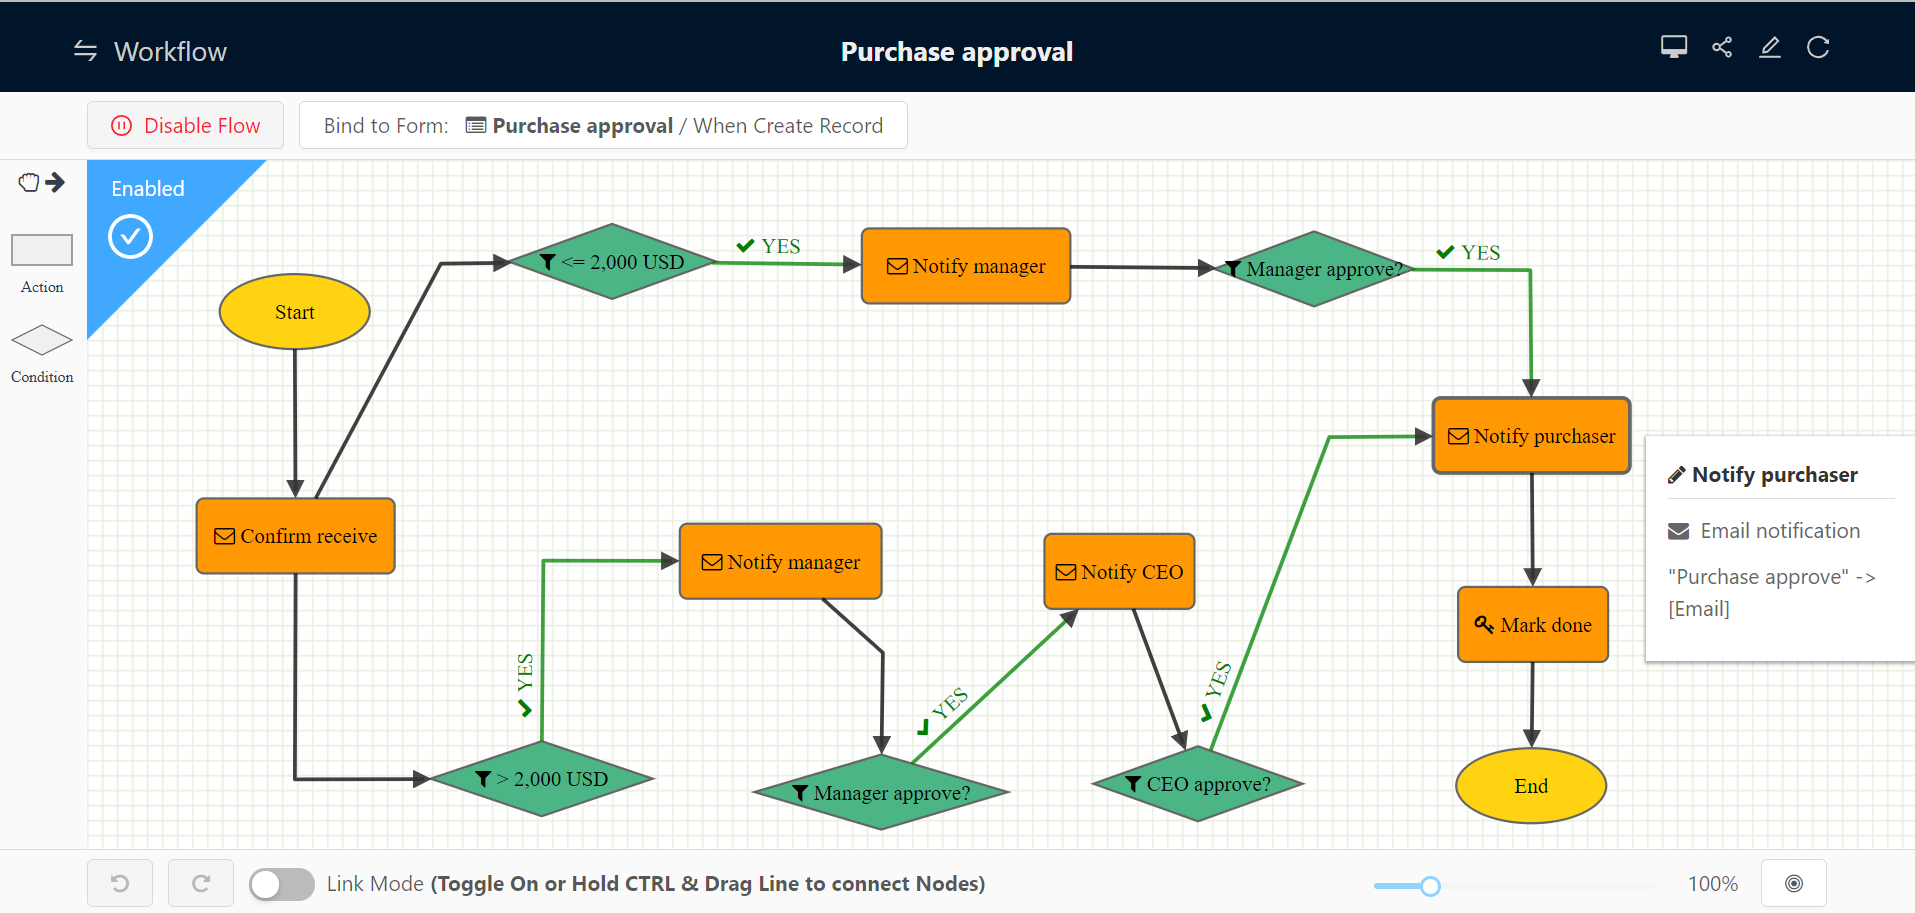 Workflow
Purchase approval
Disable Flow
Bind to Form: Purchase approval / When Create Record
Enabled
Action
Condition
Start
<= 2,000 USD
YES
Notify manager
Manager approve?
YES
Notify purchaser
Confirm receive
Notify manager
Notify CEO
Mark done
YES
YES
YES
> 2,000 USD
Manager approve?
CEO approve?
End
Notify purchaser
Email notification
"Purchase approve" ->
[Email]
Link Mode (Toggle On or Hold CTRL & Drag Line to connect Nodes)
100%